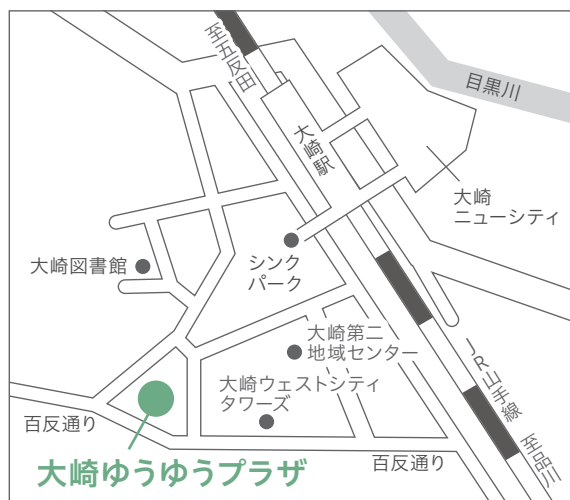 至五反田
目黒川
大崎駅
大崎
ニューシティ
大崎図書館
シンク
パーク
大崎第二
地域センター
JR山手線
大崎ウェストシティ
タワーズ
百反通り
百反通り
至品川
大崎ゆうゆうプラザ